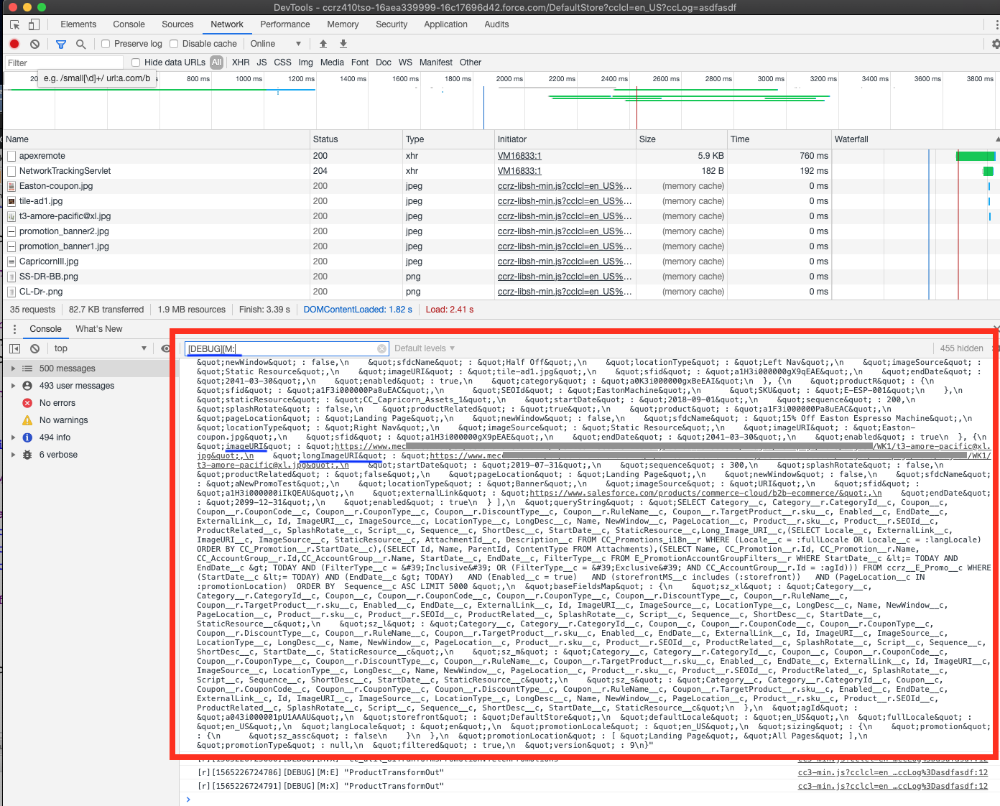 DevTools - ccrz410tso-16aea339999-16c17696d42.force.com/DefaultStore?cclcl=en_US?ccLog=asdfasdf
Elements Console Sources Network Performance Memory Security Application Audits
Preserve log Disable cache Online
Filter Hide data URLs All XHR JS CSS Img Media Font Doc WS Manifest Other
e.g. /small[\d]+/ url:a.com/b
800 ms 1000 ms 1200 ms 1400 ms 1600 ms 1800 ms 2000 ms 2200 ms 2400 ms 2600 ms 2800 ms 3000 ms 3200 ms 3400 ms 3600 ms 3800 ms
Name Status Type Initiator Size Time Waterfall
apexremote 200 xhr VM16833:1 5.9 KB 760 ms
NetworkTrackingServlet 204 xhr VM16833:1 182 B 192 ms
Easton-coupon.jpg 200 jpeg ccrz-libsh-min.js?cclcl=en_US%... (memory cache) 0 ms
tile-ad1.jpg 200 jpeg ccrz-libsh-min.js?cclcl=en_US%... (memory cache) 0 ms
t3-amore-pacific@xl.jpg 200 jpeg ccrz-libsh-min.js?cclcl=en_US%... (memory cache) 0 ms
promotion_banner2.jpg 200 jpeg ccrz-libsh-min.js?cclcl=en_US%... (memory cache) 0 ms
promotion_banner1.jpg 200 jpeg ccrz-libsh-min.js?cclcl=en_US%... (memory cache) 0 ms
CapricornIII.jpg 200 jpeg ccrz-libsh-min.js?cclcl=en_US%... (memory cache) 0 ms
SS-DR-BB.png 200 png ccrz-libsh-min.js?cclcl=en_US%... (memory cache) 0 ms
CL-Dr-.png 200 png ccrz-libsh-min.js?cclcl=en_US%... (memory cache) 0 ms
35 requests 82.7 KB transferred 1.9 MB resources Finish: 3.39 s DOMContentLoaded: 1.82 s Load: 2.41 s
Console What's New
top [DEBUG][M: Default levels 455 hidden
500 messages
493 user messages
No errors
No warnings
494 info
6 verbose
&quot;newWindow&quot; : false,\n &quot;sfdcName&quot; : &quot;Half Off&quot;,\n &quot;locationType&quot; : &quot;Left Nav&quot;,\n &quot;imageSource&quot; :
&quot;Static Resource&quot;,\n &quot;imageURI&quot; : &quot;tile-ad1.jpg&quot;,\n &quot;sfid&quot; : &quot;a1H3i000000gX9qEAE&quot;,\n &quot;endDate&quot; :
&quot;2041-03-30&quot;,\n &quot;enabled&quot; : true,\n &quot;category&quot; : &quot;a0K3i000000gxBeEAI&quot;\n }, {\n &quot;productR&quot; : {\n
&quot;sfid&quot; : &quot;a1F3i00000Pa8uEAC&quot;,\n &quot;SEOId&quot; : &quot;EastonMachine&quot;,\n &quot;SKU&quot; : &quot;E-ESP-001&quot;\n },\n
&quot;staticResource&quot; : &quot;CC_Capricorn_Assets_1&quot;,\n &quot;startDate&quot; : &quot;2018-09-01&quot;,\n &quot;sequence&quot; : 200,\n
&quot;splashRotate&quot; : false,\n &quot;productRelated&quot; : &quot;true&quot;,\n &quot;product&quot; : &quot;a1F3i00000Pa8uEAC&quot;,\n
&quot;pageLocation&quot; : &quot;Landing Page&quot;,\n &quot;newWindow&quot; : false,\n &quot;sfdcName&quot; : &quot;15% Off Easton Espresso Machine&quot;,\n
&quot;locationType&quot; : &quot;Right Nav&quot;,\n &quot;imageSource&quot; : &quot;Static Resource&quot;,\n &quot;imageURI&quot; : &quot;Easton-
coupon.jpg&quot;,\n &quot;sfid&quot; : &quot;a1H3i000000gX9pEAE&quot;,\n &quot;endDate&quot; : &quot;2041-03-30&quot;,\n &quot;enabled&quot; : true\n }, {\n
&quot;imageURI&quot; : &quot;https://www.mec /WK1/t3-amore-pacific@xl.
jpg&quot;,\n &quot;longImageURI&quot; : &quot;https://www.mec /WK1/
t3-amore-pacific@xl.jpg&quot;,\n &quot;startDate&quot; : &quot;2019-07-31&quot;,\n &quot;sequence&quot; : 300,\n &quot;splashRotate&quot; : false,\n
&quot;productRelated&quot; : &quot;false&quot;,\n &quot;pageLocation&quot; : &quot;Landing Page&quot;,\n &quot;newWindow&quot; : false,\n &quot;sfdcName&quot;
: &quot;aNewPromoTest&quot;,\n &quot;locationType&quot; : &quot;Banner&quot;,\n &quot;imageSource&quot; : &quot;URI&quot;,\n &quot;sfid&quot; :
&quot;a1H3i000000iIkQEAU&quot;,\n &quot;externalLink&quot; : &quot;https://www.salesforce.com/products/commerce-cloud/b2b-ecommerce/&quot;,\n &quot;endDate&quot;
: &quot;2099-12-31&quot;,\n &quot;enabled&quot; : true\n } ],\n &quot;queryString&quot; : &quot;SELECT Category__c, Category__r.CategoryId__c, Coupon__c,
Coupon__r.CouponCode__c, Coupon__r.CouponType__c, Coupon__r.DiscountType__c, Coupon__r.RuleName__c, Coupon__r.TargetProduct__r.sku__c, Enabled__c, EndDate__c,
ExternalLink__c, Id, ImageURI__c, ImageSource__c, LocationType__c, LongDesc__c, Name, NewWindow__c, PageLocation__c, Product__r.sku__c, Product__r.SEOId__c,
ProductRelated__c, SplashRotate__c, Script__c, Sequence__c, ShortDesc__c, StartDate__c, StaticResource__c,Long_Image_URI__c,(SELECT Locale__c, ExternalLink__c,
ImageURI__c, ImageSource__c, StaticResource__c, AttachmentId__c, Description__c FROM CC_Promotions_i18n__r WHERE (Locale__c = :fullLocale OR Locale__c = :langLocale)
ORDER BY CC_Promotion__r.StartDate__c),(SELECT Id, Name, ParentId, ContentType FROM Attachments),(SELECT Name, CC_Promotion__r.Id, CC_Promotion__r.Name,
CC_AccountGroup__r.Id,CC_AccountGroup__r.Name, StartDate__c, EndDate__c, FilterType__c FROM E_PromotionAccountGroupFilters__r WHERE StartDate__c &lt;= TODAY AND
EndDate__c &gt; TODAY AND (FilterType__c = &#39;Inclusive&#39; OR (FilterType__c = &#39;Exclusive&#39; AND CC_AccountGroup__r.Id = :agId))) FROM ccrz__E_Promo__c WHERE
(StartDate__c &lt;= TODAY) AND (EndDate__c &gt; TODAY) AND (Enabled__c = true) AND (storefrontMS__c includes (:storefront)) AND (PageLocation__c IN
:promotionLocation) ORDER BY Sequence__c ASC LIMIT 5000 &quot;,\n &quot;baseFieldsMap&quot; : {\n &quot;sz_xl&quot; : &quot;Category__c,
Category__r.CategoryId__c, Coupon__c, Coupon__r.CouponCode__c, Coupon__r.CouponType__c, Coupon__r.DiscountType__c, Coupon__r.RuleName__c,
Coupon__r.TargetProduct__r.sku__c, Enabled__c, EndDate__c, ExternalLink__c, Id, ImageURI__c, ImageSource__c, LocationType__c, LongDesc__c, Name, NewWindow__c,
PageLocation__c, Product__r.sku__c, Product__r.SEOId__c, ProductRelated__c, SplashRotate__c, Script__c, Sequence__c, ShortDesc__c, StartDate__c,
StaticResource__c&quot;,\n &quot;sz_l&quot; : &quot;Category__c, Category__r.CategoryId__c, Coupon__c, Coupon__r.CouponCode__c, Coupon__r.CouponType__c,
Coupon__r.DiscountType__c, Coupon__r.RuleName__c, Coupon__r.TargetProduct__r.sku__c, Enabled__c, EndDate__c, ExternalLink__c, Id, ImageURI__c, ImageSource__c,
LocationType__c, LongDesc__c, Name, NewWindow__c, PageLocation__c, Product__r.sku__c, Product__r.SEOId__c, ProductRelated__c, SplashRotate__c, Script__c, Sequence__c,
ShortDesc__c, StartDate__c, StaticResource__c&quot;,\n &quot;sz_m&quot; : &quot;Category__c, Category__r.CategoryId__c, Coupon__c, Coupon__r.CouponCode__c,
Coupon__r.CouponType__c, Coupon__r.DiscountType__c, Coupon__r.RuleName__c, Coupon__r.TargetProduct__r.sku__c, Enabled__c, EndDate__c, ExternalLink__c, Id, ImageURI__c,
ImageSource__c, LocationType__c, LongDesc__c, Name, NewWindow__c, PageLocation__c, Product__r.sku__c, Product__r.SEOId__c, ProductRelated__c, SplashRotate__c,
Script__c, Sequence__c, ShortDesc__c, StartDate__c, StaticResource__c&quot;,\n &quot;sz_s&quot; : &quot;Category__c, Category__r.CategoryId__c, Coupon__c,
Coupon__r.CouponCode__c, Coupon__r.CouponType__c, Coupon__r.DiscountType__c, Coupon__r.RuleName__c, Coupon__r.TargetProduct__r.sku__c, Enabled__c, EndDate__c,
ExternalLink__c, Id, ImageURI__c, ImageSource__c, LocationType__c, LongDesc__c, Name, NewWindow__c, PageLocation__c, Product__r.sku__c, Product__r.SEOId__c,
ProductRelated__c, SplashRotate__c, Script__c, Sequence__c, ShortDesc__c, StartDate__c, StaticResource__c&quot;\n },\n &quot;agId&quot; :
&quot;a043i000001pU1AAAU&quot;,\n &quot;storefront&quot; : &quot;DefaultStore&quot;,\n &quot;defaultLocale&quot; : &quot;en_US&quot;,\n &quot;fullLocale&quot; :
&quot;en_US&quot;,\n &quot;langLocale&quot; : &quot;en&quot;,\n &quot;promotionLocale&quot; : &quot;en_US&quot;,\n &quot;sizing&quot; : {\n &quot;promotion&quot;
: {\n &quot;sz_assc&quot; : false\n }\n },\n &quot;promotionLocation&quot; : [ &quot;Landing Page&quot;, &quot;All Pages&quot; ],\n
&quot;promotionType&quot; : null,\n &quot;filtered&quot; : true,\n &quot;version&quot; : 9\n}"
[r][1565226724786][DEBUG][M:E] "ProductTransformOut" cc3-min.js?cclcl=en_…ccLog%3Dasdfasdf:12
[r][1565226724791][DEBUG][M:X] "ProductTransformOut" cc3-min.js?cclcl=en_…ccLog%3Dasdfasdf:12